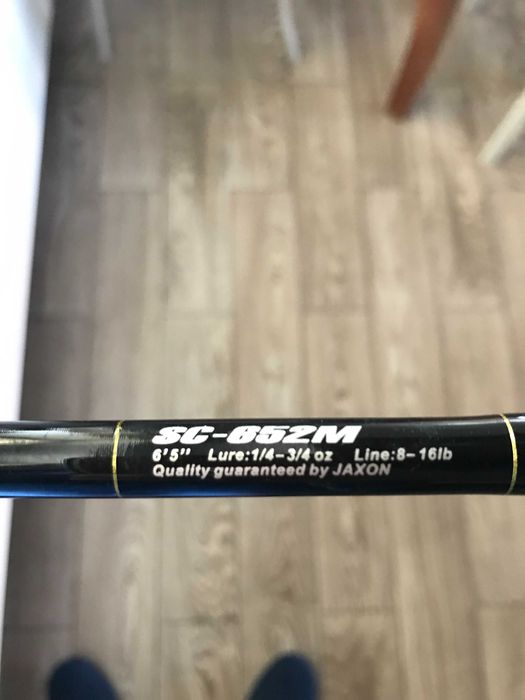 SC-652M
6'5" Lure:1/4-3/4 oz Line:8-16lb
Quality guaranteed by JAXON